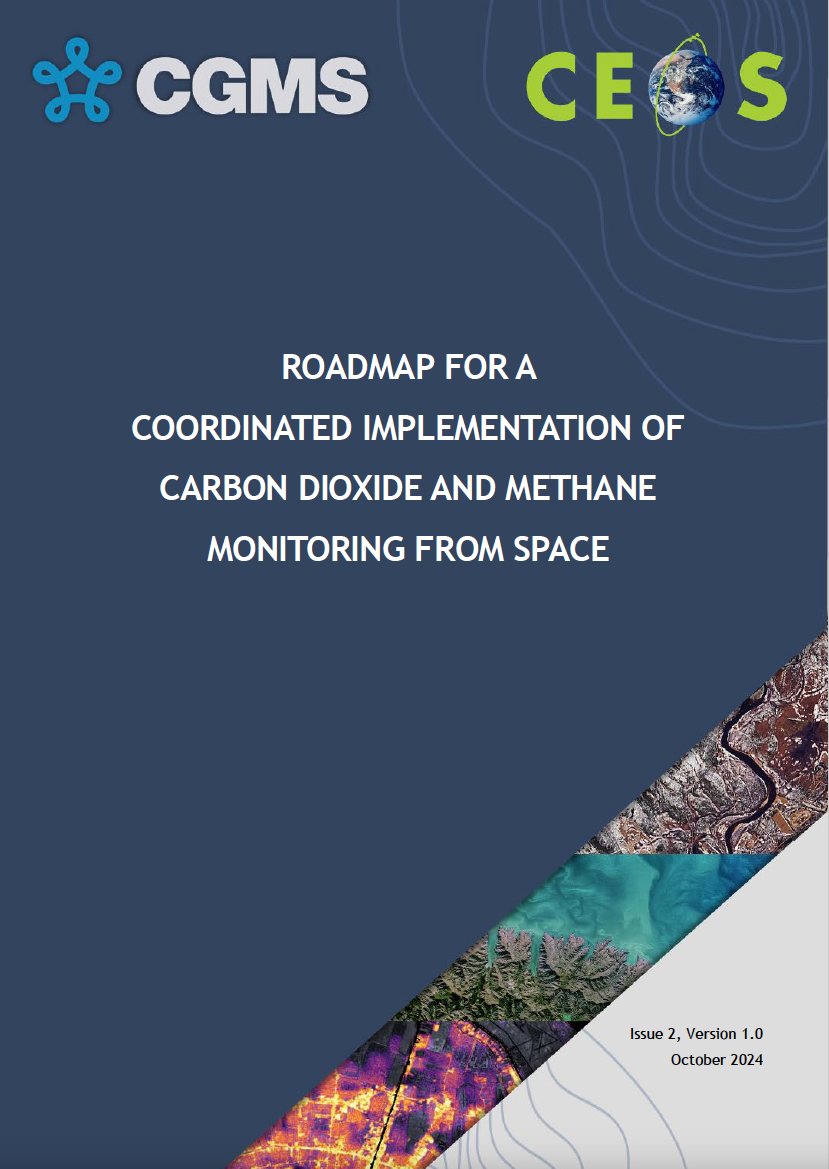 CGMS
CEOS
ROADMAP FOR A
COORDINATED IMPLEMENTATION OF
CARBON DIOXIDE AND METHANE
MONITORING FROM SPACE
Issue 2, Version 1.0
October 2024